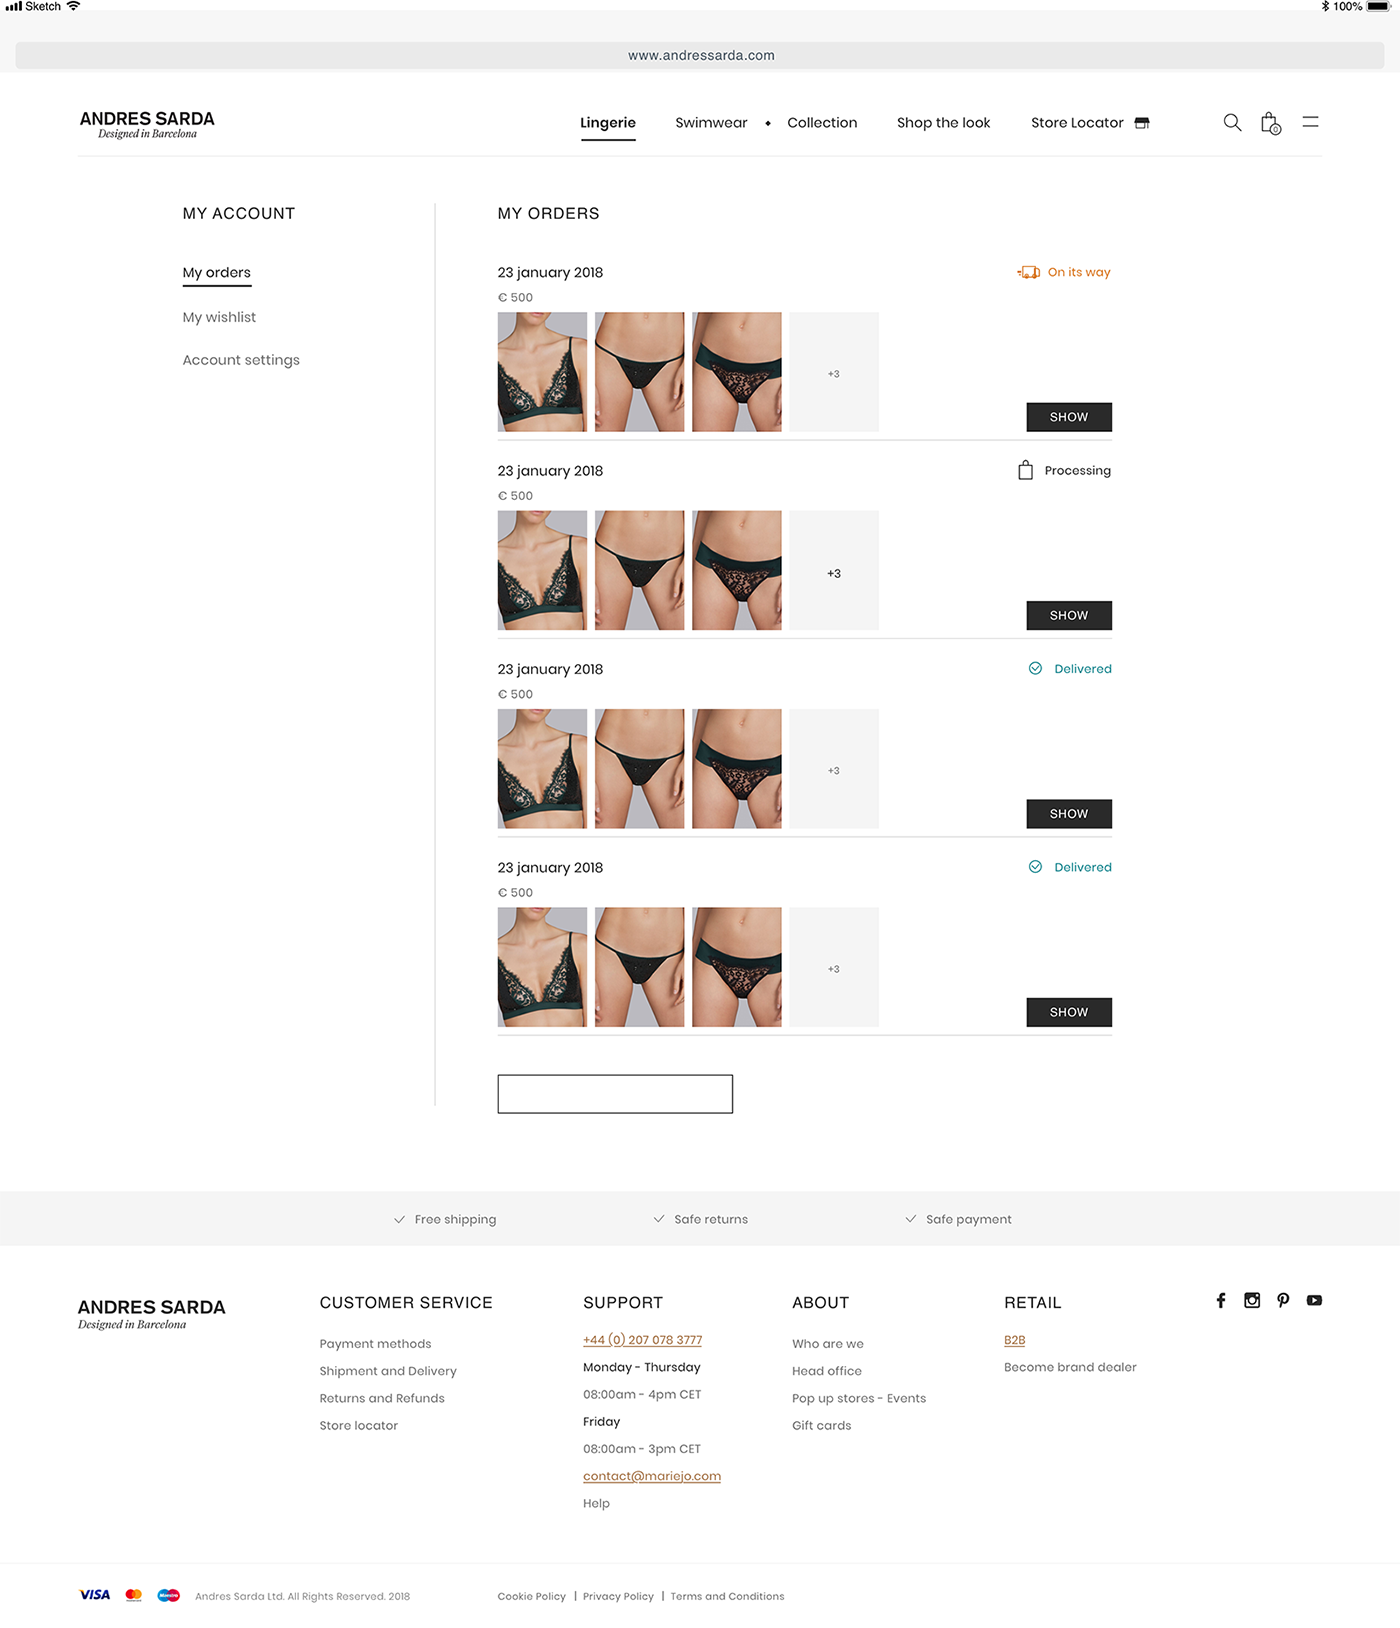 Sketch
100%
www.andressarda.com
ANDRES SARDA
Designed in Barcelona
Lingerie Swimwear Collection Shop the look Store Locator
0
MY ACCOUNT
My orders
My wishlist
Account settings
MY ORDERS
23 january 2018 On its way
€ 500
+3
SHOW
23 january 2018 Processing
€ 500
+3
SHOW
23 january 2018 Delivered
€ 500
+3
SHOW
23 january 2018 Delivered
€ 500
+3
SHOW
Free shipping Safe returns Safe payment
ANDRES SARDA
Designed in Barcelona
CUSTOMER SERVICE
Payment methods
Shipment and Delivery
Returns and Refunds
Store locator
SUPPORT
+44 (0) 207 078 3777
Monday - Thursday
08:00am - 4pm CET
Friday
08:00am - 3pm CET
contact@mariejo.com
Help
ABOUT
Who are we
Head office
Pop up stores - Events
Gift cards
RETAIL
B2B
Become brand dealer
VISA mastercard Maestro Andres Sarda Ltd. All Rights Reserved. 2018 Cookie Policy | Privacy Policy | Terms and Conditions